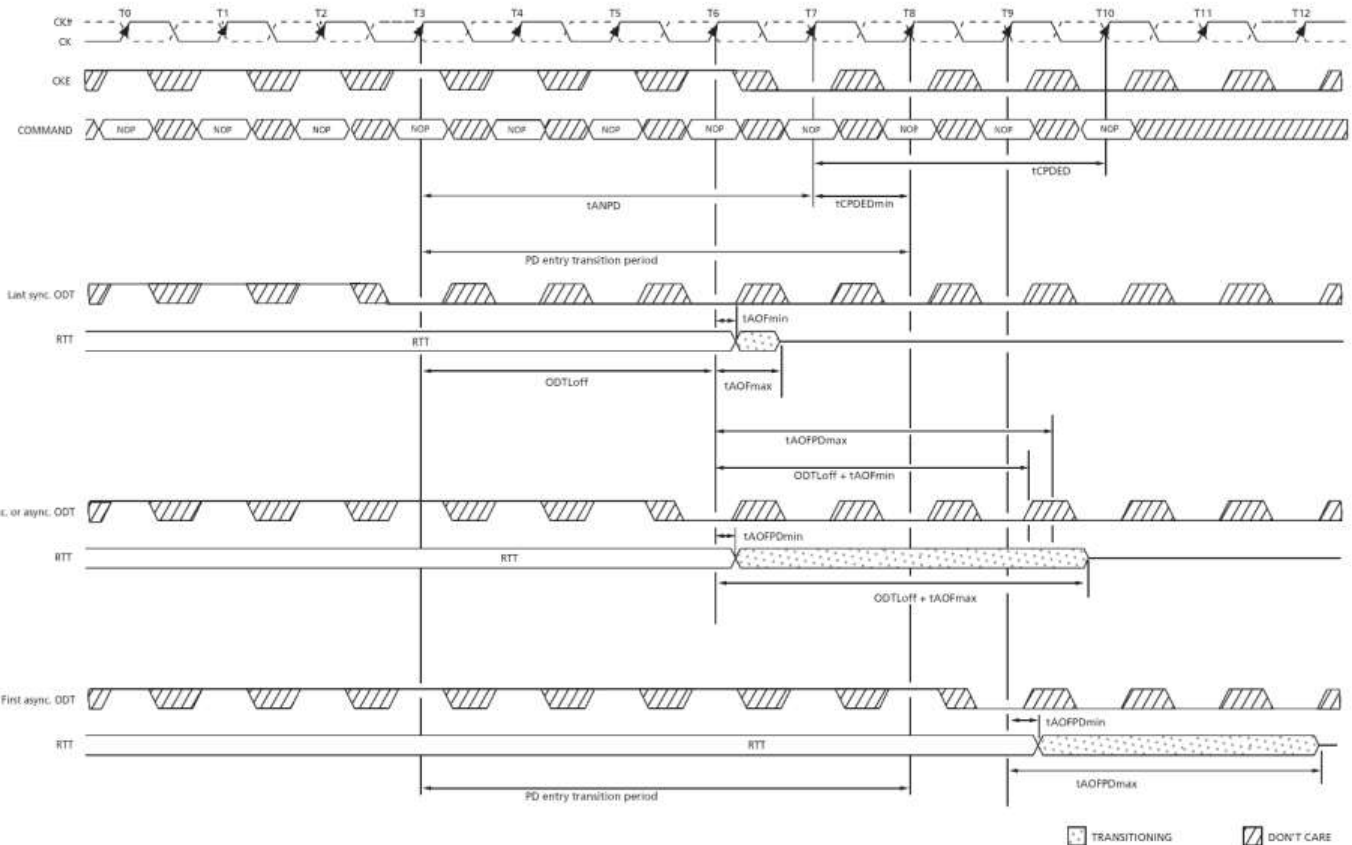 CK# T0 T1 T2 T3 T4 T5 T6 T7 T8 T9 T10 T11 T12
CK
CKE
COMMAND NOP NOP NOP NOP NOP NOP NOP NOP NOP NOP NOP
tCPDED
tANPD tCPDEDmin
PD entry transition period
Last sync. ODT
tAOFmin
RTT RTT
ODTLoff tAOFmax
tAOFPDmax
ODTLoff + tAOFmin
c. or async. ODT
tAOFPDmin
RTT RTT
ODTLoff + tAOFmax
First async. ODT
tAOFPDmin
RTT RTT
tAOFPDmax
PD entry transition period
TRANSITIONING DON'T CARE